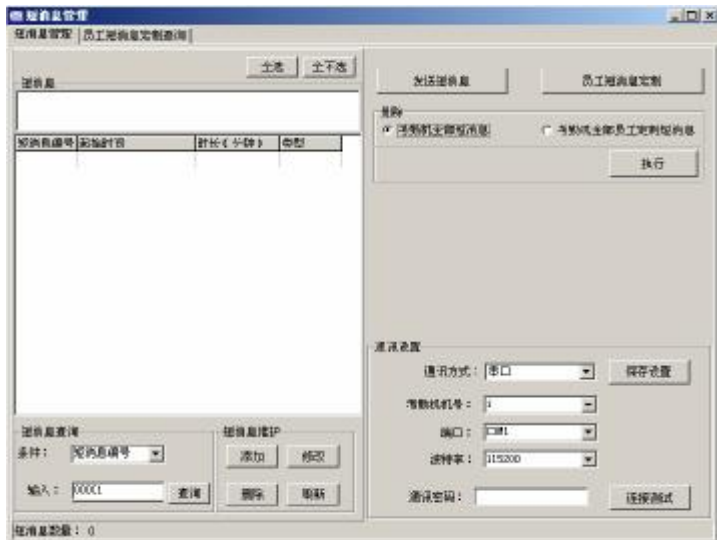 短消息管理
短消息管理 员工短消息定制查询
全选 全不选
短消息
短消息编号 起始时间 时长(分钟) 类型
发送短消息 员工短消息定制
删除
考勤机全部短消息 考勤机全部员工定制短消息
执行
短消息查询
条件: 短消息编号
输入: 00001 查询
短消息维护
添加 修改
删除 刷新
通讯设置
通讯方式: 串口 保存设置
考勤机机号: 1
端口: COM1
波特率: 115200
通讯密码: 连接测试
短消息数量: 0